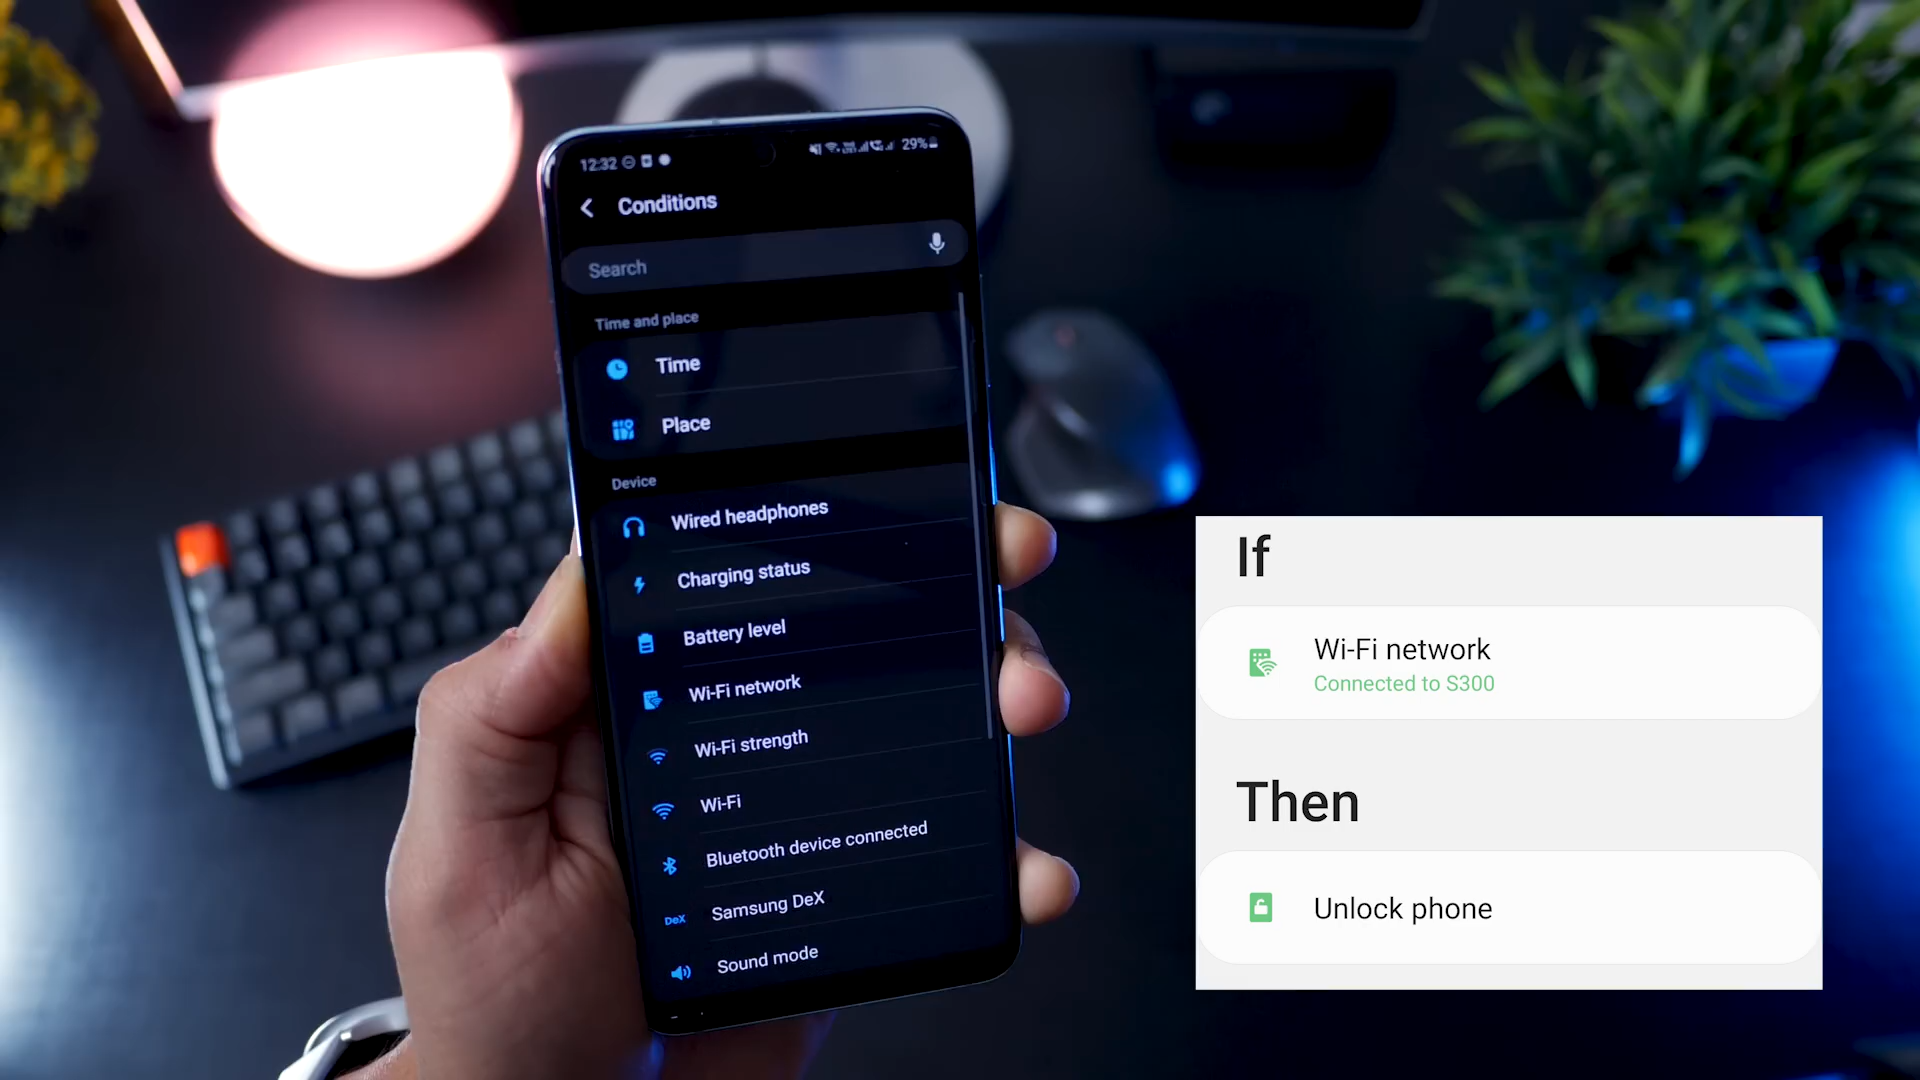 12:32
29%
Conditions
Search
Time and place
Time
Place
Device
Wired headphones
Charging status
Battery level
Wi-Fi network
Wi-Fi strength
Wi-Fi
Bluetooth device connected
DeX
Samsung DeX
Sound mode
If
Wi-Fi network
Connected to S300
Then
Unlock phone